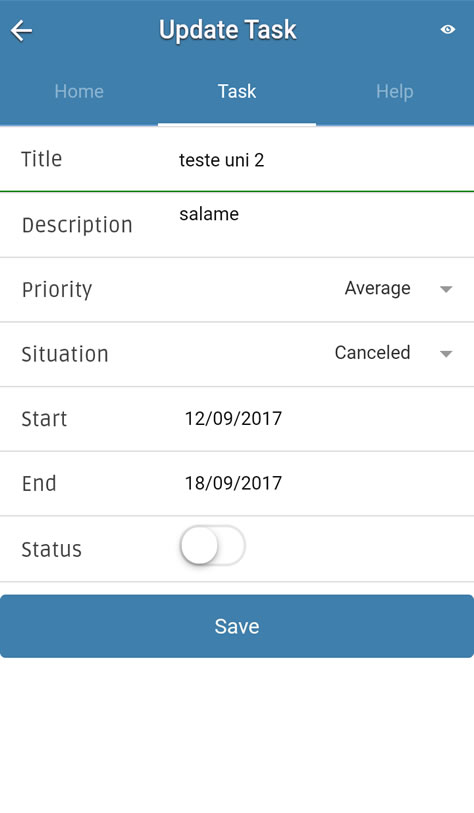 Update Task
Home Task Help
Title teste uni 2
Description salame
Priority Average
Situation Canceled
Start 12/09/2017
End 18/09/2017
Status
Save